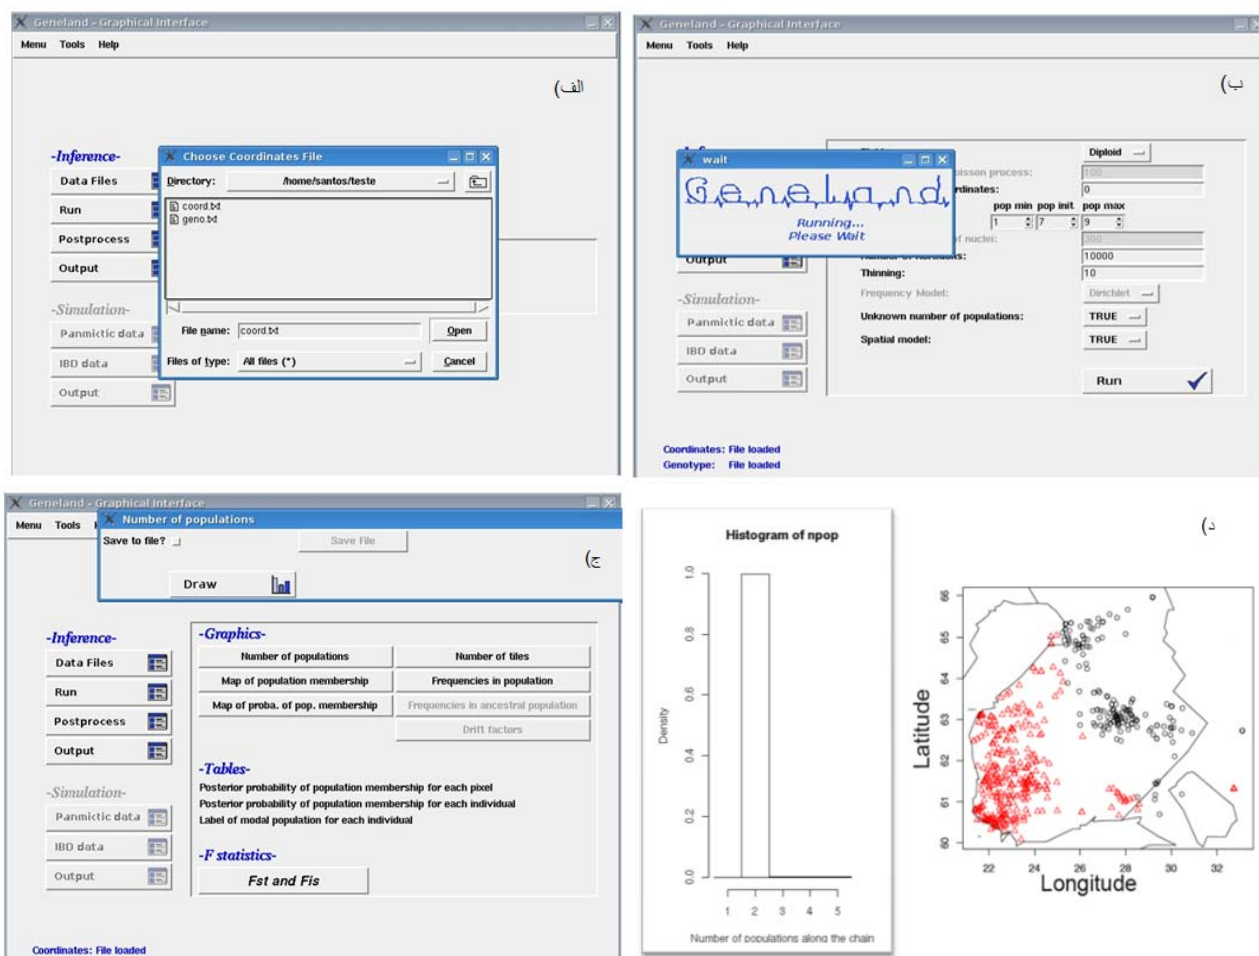 Geneland - Graphical Interface
Menu Tools Help
الف)
-Inference-
Data Files
Run
Postprocess
Output
-Simulation-
Panmictic data
IBD data
Output
Choose Coordinates File
Directory: /home/santos/teste
coord.txt
geno.txt
File name: coord.txt Open
Files of type: All files (*) Cancel
Geneland - Graphical Interface
Menu Tools Help
ب)
wait
Geneland
Running...
Please Wait
Output
-Simulation-
Panmictic data
IBD data
Output
Diploid
100
0
pop min pop init pop max
1 7 9
of nuclei: 300
10000
Thinning: 10
Frequency Model: Dirichlet
Unknown number of populations: TRUE
Spatial model: TRUE
Run
Coordinates: File loaded
Genotype: File loaded
Geneland - Graphical Interface
Menu Tools
Number of populations
Save to file? Save File
Draw
ج)
-Inference-
Data Files
Run
Postprocess
Output
-Simulation-
Panmictic data
IBD data
Output
-Graphics-
Number of populations Number of tiles
Map of population membership Frequencies in population
Map of proba. of pop. membership Frequencies in ancestral population
Drift factors
-Tables-
Posterior probability of population membership for each pixel
Posterior probability of population membership for each individual
Label of modal population for each individual
-F statistics-
Fst and Fis
Coordinates: File loaded
Histogram of npop
Density
0.0 0.2 0.4 0.6 0.8 1.0
1 2 3 4 5
Number of populations along the chain
د)
Latitude
60 61 62 63 64 65 66
22 24 26 28 30 32
Longitude